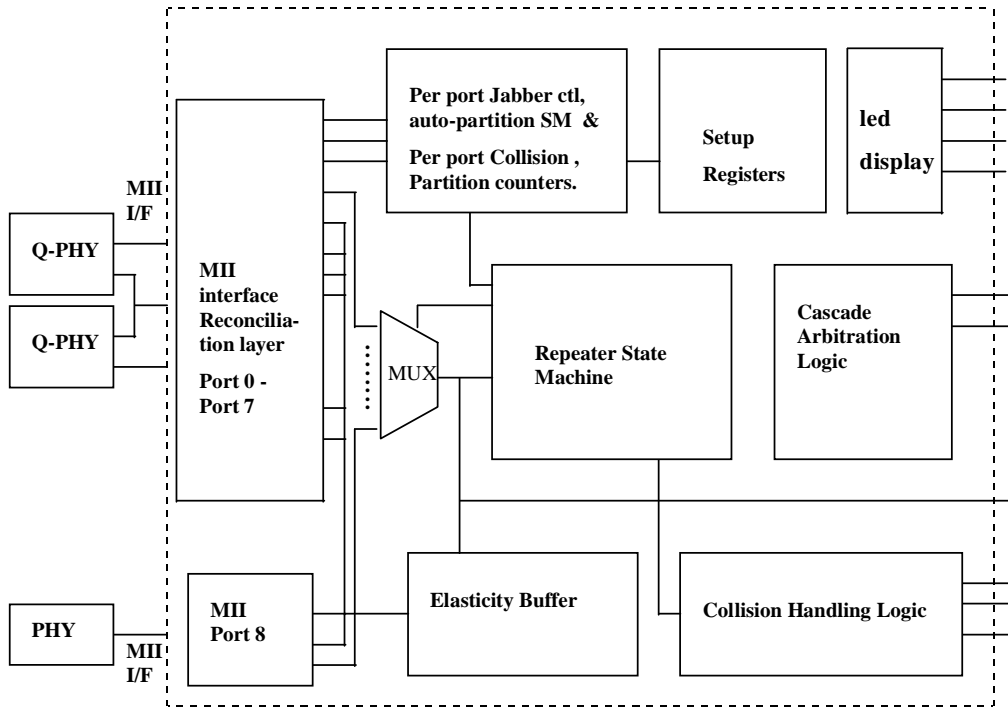 Per port Jabber ctl,
auto-partition SM &
Per port Collision ,
Partition counters.
Setup
Registers
led
display
MII
I/F
Q-PHY
Q-PHY
MII
interface
Reconcilia-
tion layer
Port 0 -
Port 7
MUX
Repeater State
Machine
Cascade
Arbitration
Logic
PHY
MII
I/F
MII
Port 8
Elasticity Buffer
Collision Handling Logic